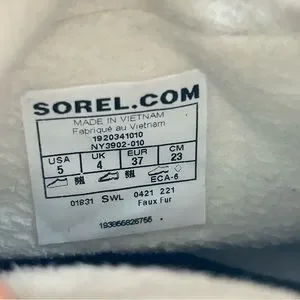 SOREL.COM
MADE IN VIETNAM
Fabriqué au Vietnam
1920341010
NY3902-010
USA UK EUR CM
5 4 37 23
ECA-6
01831 SWL 0421 221
Faux Fur
193855826755